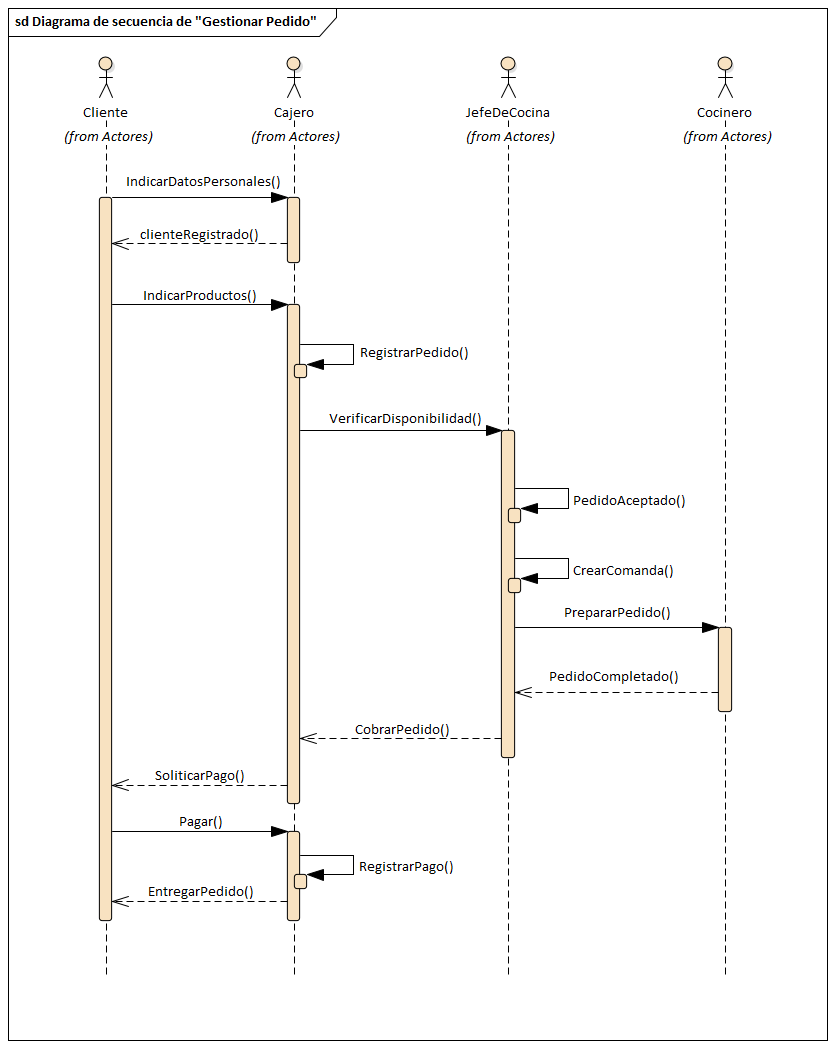 sd Diagrama de secuencia de "Gestionar Pedido"
Cliente
(from Actores)
Cajero
(from Actores)
JefeDeCocina
(from Actores)
Cocinero
(from Actores)
IndicarDatosPersonales()
clienteRegistrado()
IndicarProductos()
RegistrarPedido()
VerificarDisponibilidad()
PedidoAceptado()
CrearComanda()
PrepararPedido()
PedidoCompletado()
CobrarPedido()
SoliticarPago()
Pagar()
RegistrarPago()
EntregarPedido()